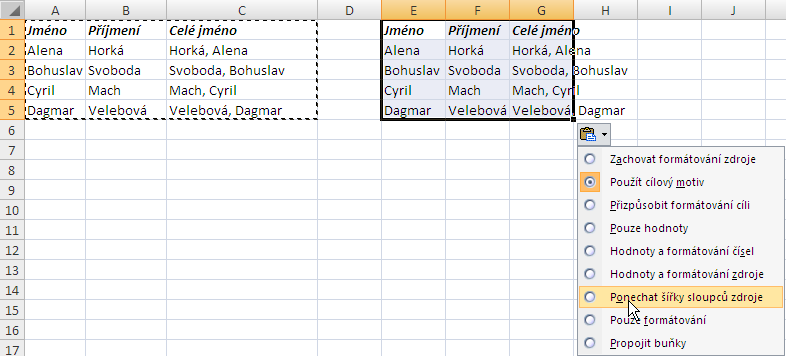 A B C D E F G H I J
1 Jméno Příjmení Celé jméno Jméno Příjmení Celé jméno
2 Alena Horká Horká, Alena Alena Horká Horká, Alena
3 Bohuslav Svoboda Svoboda, Bohuslav Bohuslav Svoboda Svoboda, Bohuslav
4 Cyril Mach Mach, Cyril Cyril Mach Mach, Cyril
5 Dagmar Velebová Velebová, Dagmar Dagmar Velebová Velebová, Dagmar
6
7
8
9
10
11
12
13
14
15
16
17
Zachovat formátování zdroje
Použít cílový motiv
Přizpůsobit formátování cíli
Pouze hodnoty
Hodnoty a formátování čísel
Hodnoty a formátování zdroje
Ponechat šířky sloupců zdroje
Pouze formátování
Propojit buňky